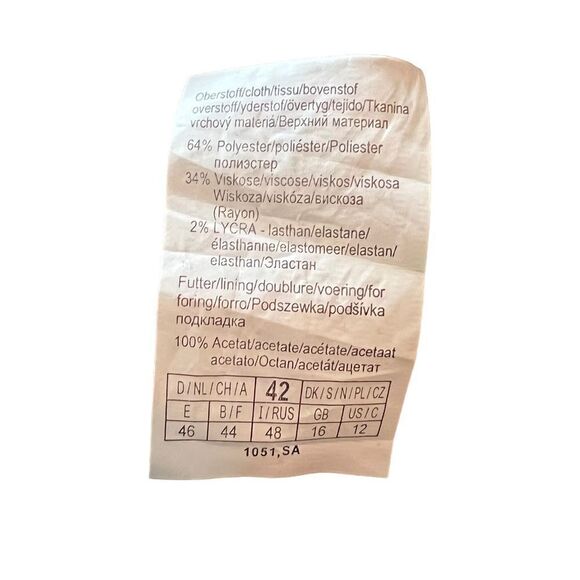 Oberstoff/cloth/tissu/bovenstof
overstoff/yderstof/övertyg/tejido/Tkanina
vrchový materiá/Верхний материал
64% Polyester/poliéster/Poliester
полиэстер
34% Viskose/viscose/viskos/viskosa
Wiskoza/viskóza/вискоза
(Rayon)
2% LYCRA - lasthan/elastane/
élasthanne/elastomeer/elastan/
elasthan/Эластан
Futter/lining/doublure/voering/for
foring/forro/Podszewka/podšívka
подкладка
100% Acetat/acetate/acétate/acetaat
acetato/Octan/acetát/ацетат
D/NL/CH/A 42 DK/S/N/PL/CZ
E B/F I/RUS GB US/C
46 44 48 16 12
1051,SA